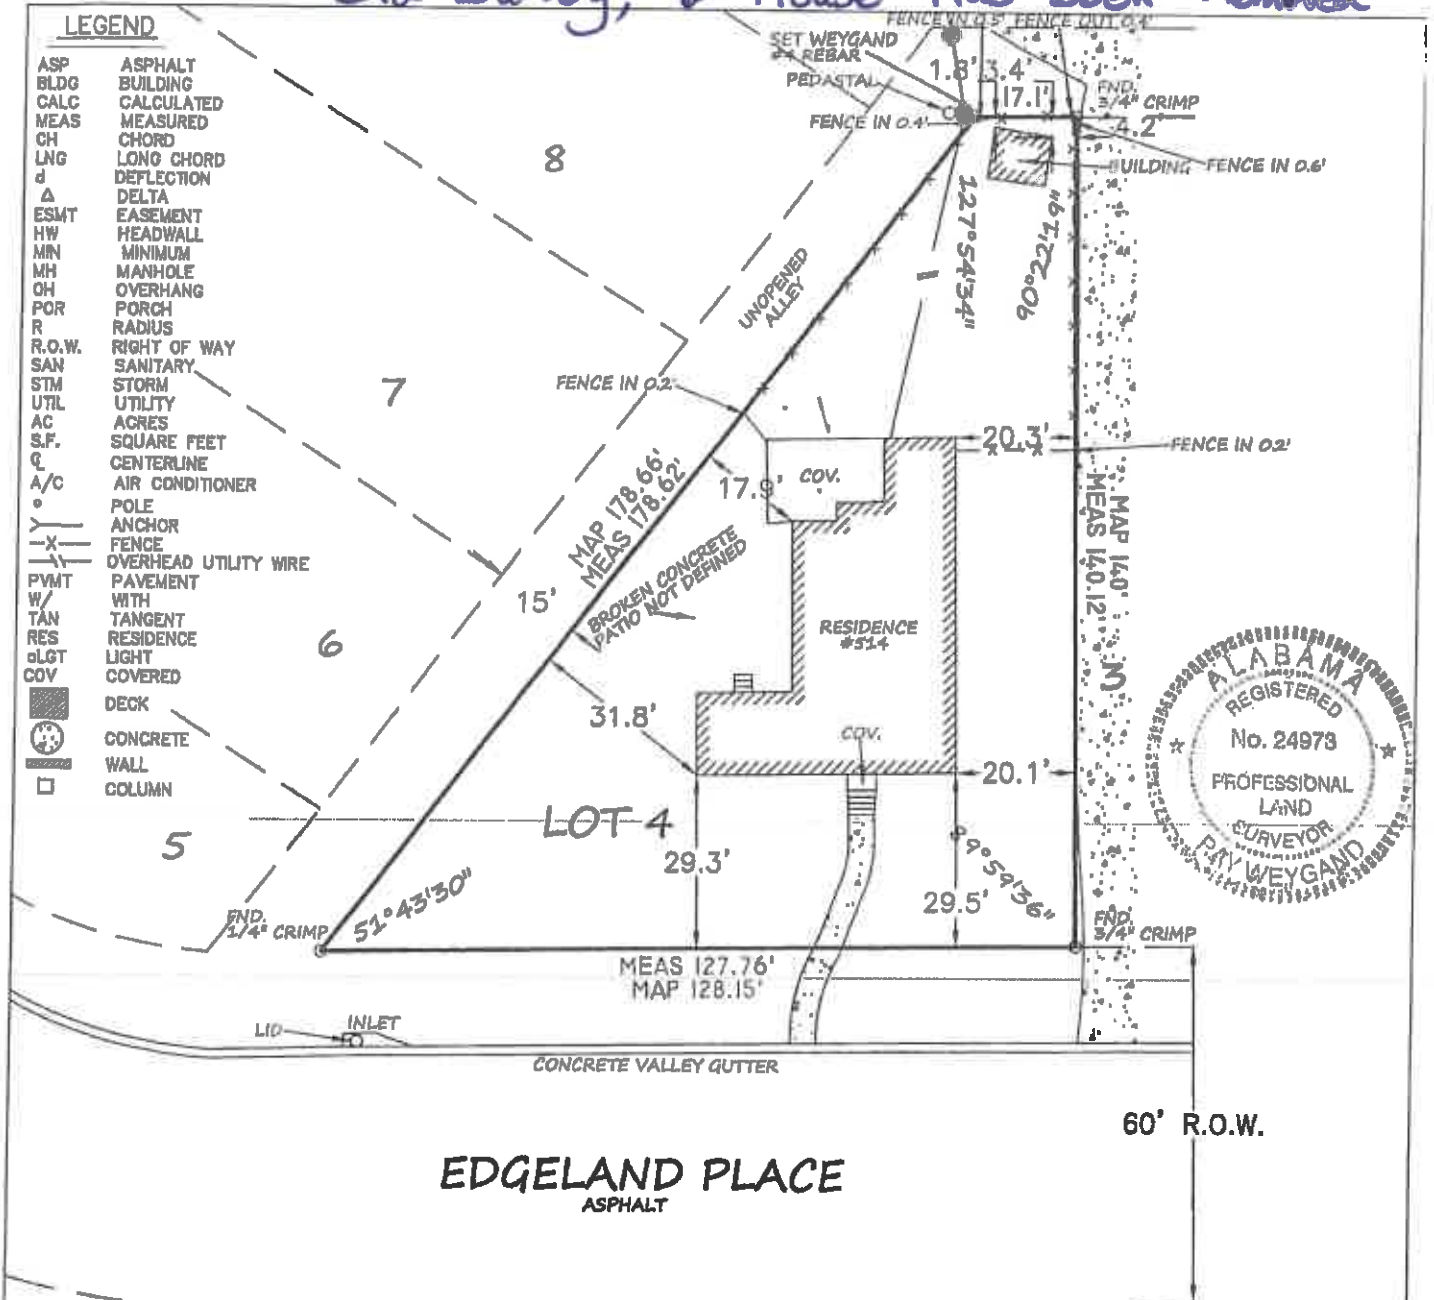 House Has Been
LEGEND
ASP ASPHALT
BLDG BUILDING
CALC CALCULATED
MEAS MEASURED
CH CHORD
LNG LONG CHORD
d DEFLECTION
Δ DELTA
ESMT EASEMENT
HW HEADWALL
MIN MINIMUM
MH MANHOLE
OH OVERHANG
POR PORCH
R RADIUS
R.O.W. RIGHT OF WAY
SAN SANITARY
STM STORM
UTIL UTILITY
AC ACRES
S.F. SQUARE FEET
℄ CENTERLINE
A/C AIR CONDITIONER
POLE
ANCHOR
—X— FENCE
OVERHEAD UTILITY WIRE
PVMT PAVEMENT
W/ WITH
TAN TANGENT
RES RESIDENCE
LGT LIGHT
COV COVERED
DECK
CONCRETE
WALL
COLUMN
FENCE IN 0.5' FENCE OUT 0.4'
SET WEYGAND
#4 REBAR
PEDASTAL
FENCE IN 0.4'
1.8' 3.4'
17.1'
FND.
3/4" CRIMP
4.2'
BUILDING
FENCE IN 0.6'
8
127°54'34"
90°22'19"
UNOPENED
ALLEY
7
FENCE IN 0.2'
20.3'
FENCE IN 0.2'
COV.
17.9'
MAP 178.66'
MEAS 178.62'
MAP 140'
MEAS 140.12'
BROKEN CONCRETE
PATIO NOT DEFINED
15'
RESIDENCE
#514
6
3
31.8'
COV.
20.1'
ALABAMA
REGISTERED
No. 24973
PROFESSIONAL
LAND
SURVEYOR
RAY WEYGAND
LOT 4
5
29.3'
29.5'
89°59'36"
51°43'30"
FND.
1/4" CRIMP
FND.
3/4" CRIMP
MEAS 127.76'
MAP 128.15'
LID
INLET
CONCRETE VALLEY GUTTER
60' R.O.W.
EDGELAND PLACE
ASPHALT